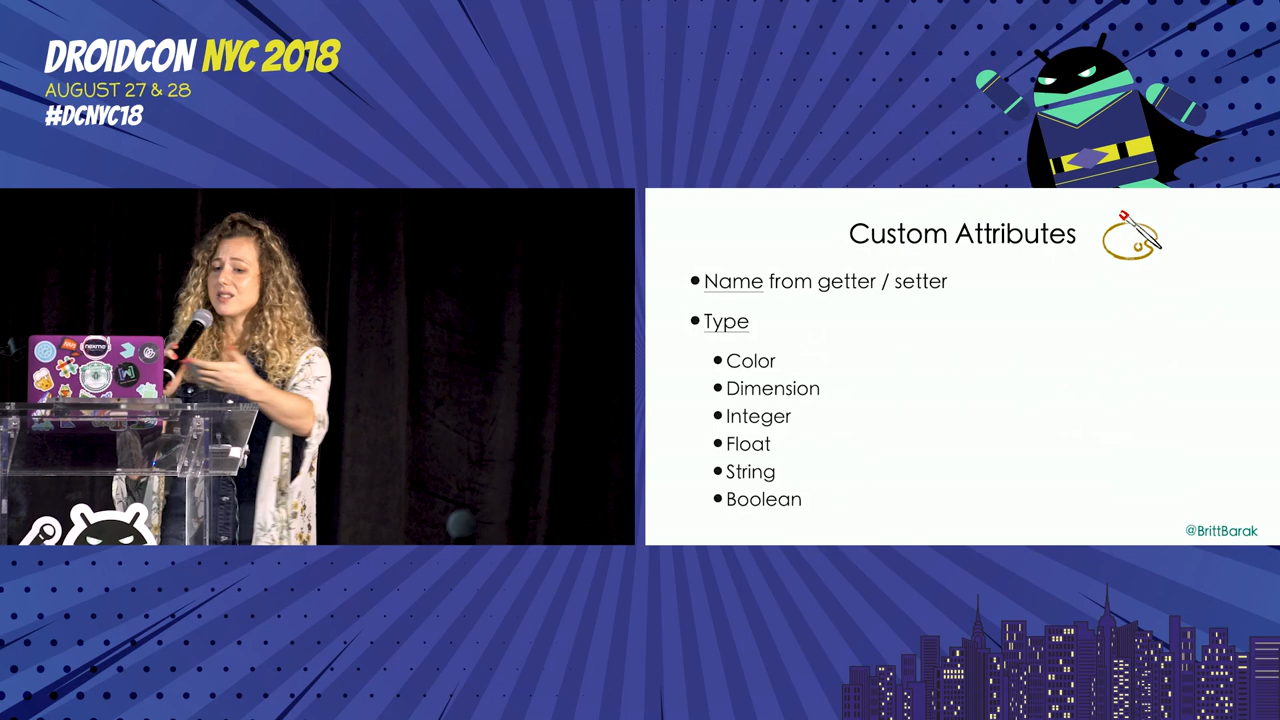 DROIDCON NYC 2018
AUGUST 27 & 28
#DCNYC18
nexmo
Custom Attributes
Name from getter / setter
Type
Color
Dimension
Integer
Float
String
Boolean
@BrittBarak